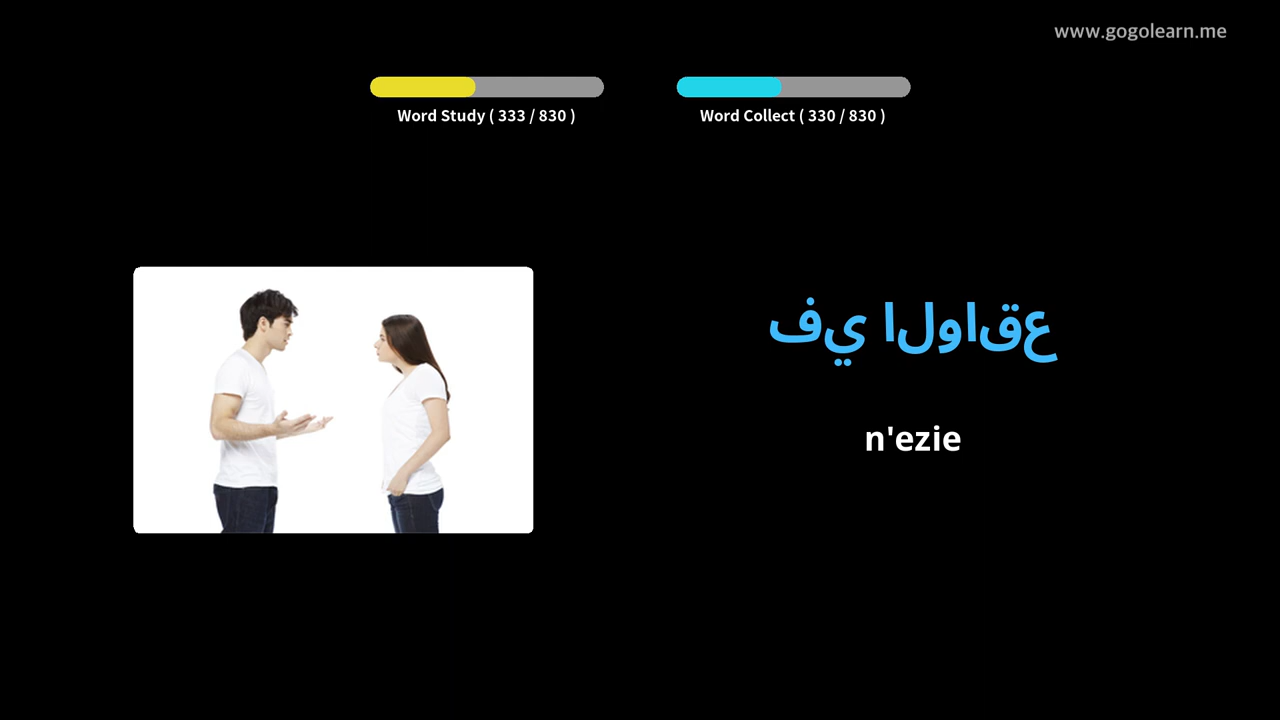 www.gogolearn.me
Word Study ( 333 / 830 )
Word Collect ( 330 / 830 )
في الواقع
n'ezie